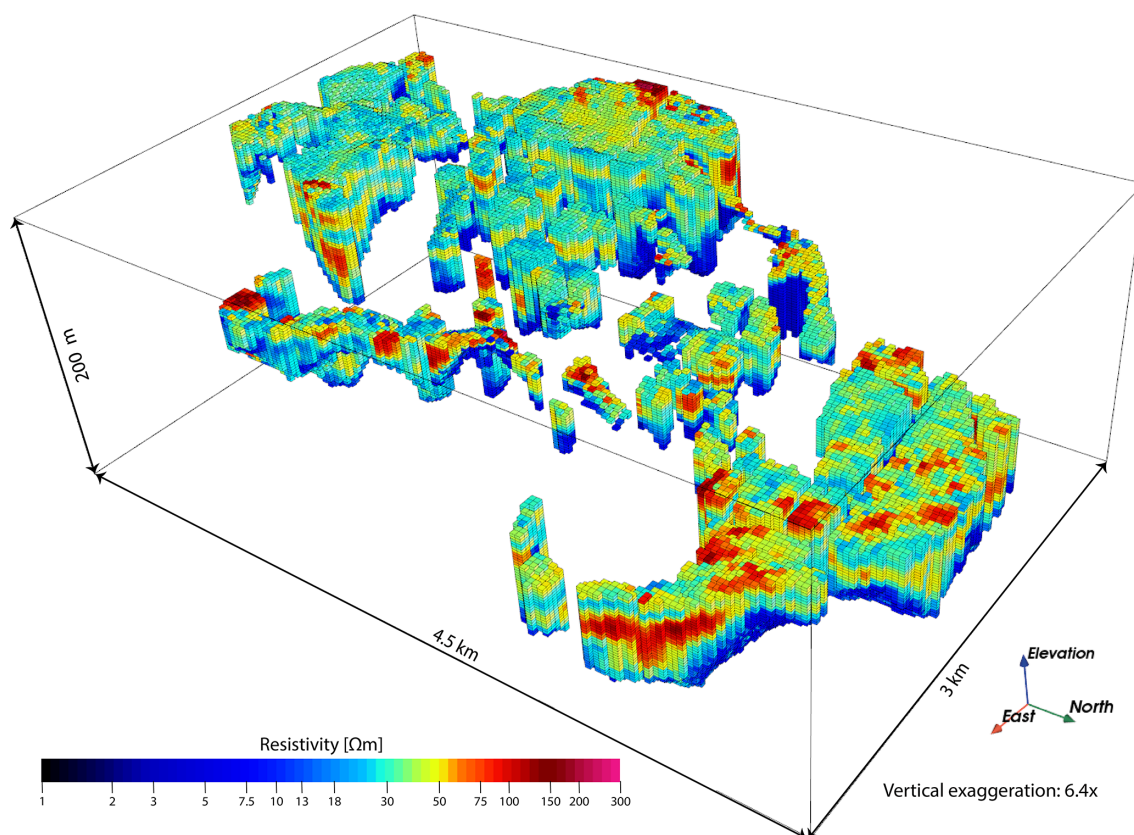 200 m
4.5 km
3 km
Elevation
North
East
Resistivity [Ωm]
1 2 3 5 7.5 10 13 18 30 50 75 100 150 200 300
Vertical exaggeration: 6.4x